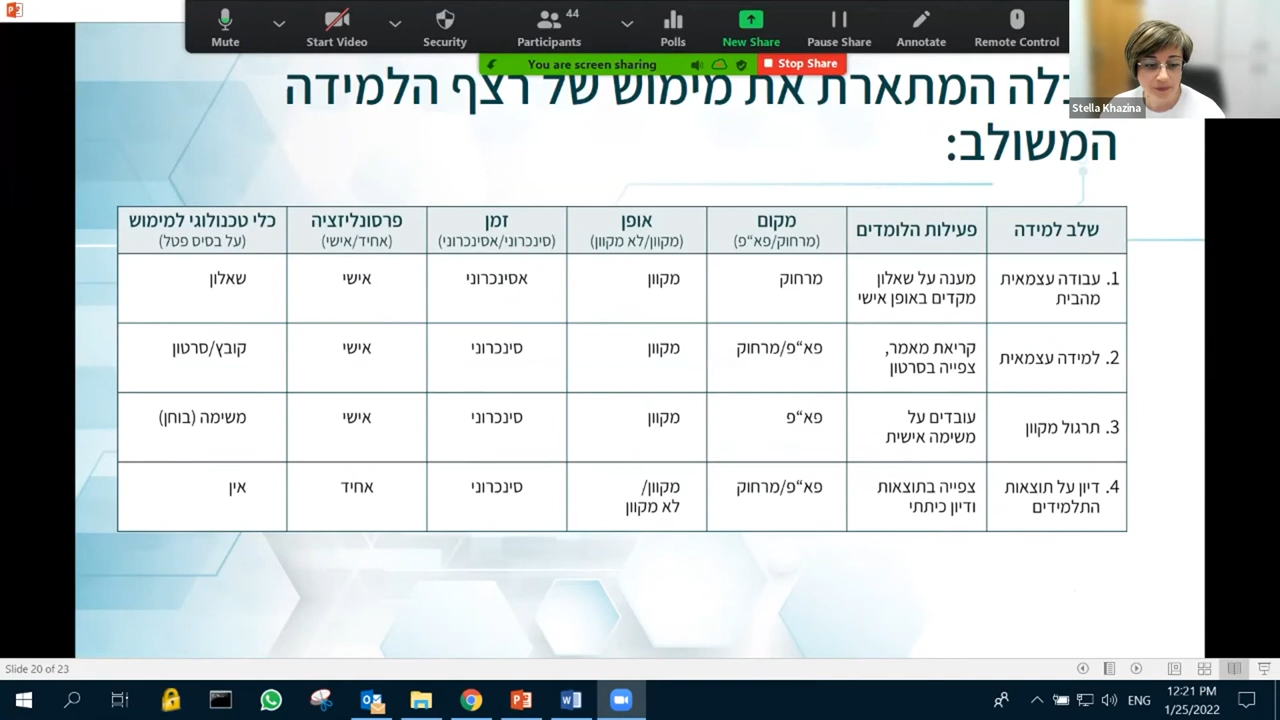 44
Mute
Start Video
Security
Participants
Polls
New Share
Pause Share
Annotate
Remote Control
You are screen sharing
Stop Share
Stella Khazina
המתארת את מימוש של רצף הלמידה
המשולב:
שלב למידה
פעילות הלומדים
מקום
(מרחוק/פא"פ)
אופן
(מקוון/לא מקוון)
זמן
(סינכרוני/אסינכרוני)
פרסונליזציה
(אחיד/אישי)
כלי טכנולוגי למימוש
(על בסיס פטל)
1. עבודה עצמאית
מהבית
מענה על שאלון
מקדים באופן אישי
מרחוק
מקוון
אסינכרוני
אישי
שאלון
2. למידה עצמאית
קריאת מאמר,
צפייה בסרטון
פא"פ/מרחוק
מקוון
סינכרוני
אישי
קובץ/סרטון
3. תרגול מקוון
עובדים על
משימה אישית
פא"פ
מקוון
סינכרוני
אישי
משימה (בוחן)
4. דיון על תוצאות
התלמידים
צפייה בתוצאות
ודיון כיתתי
פא"פ/מרחוק
מקוון/
לא מקוון
סינכרוני
אחיד
אין
Slide 20 of 23
ENG
12:21 PM
1/25/2022